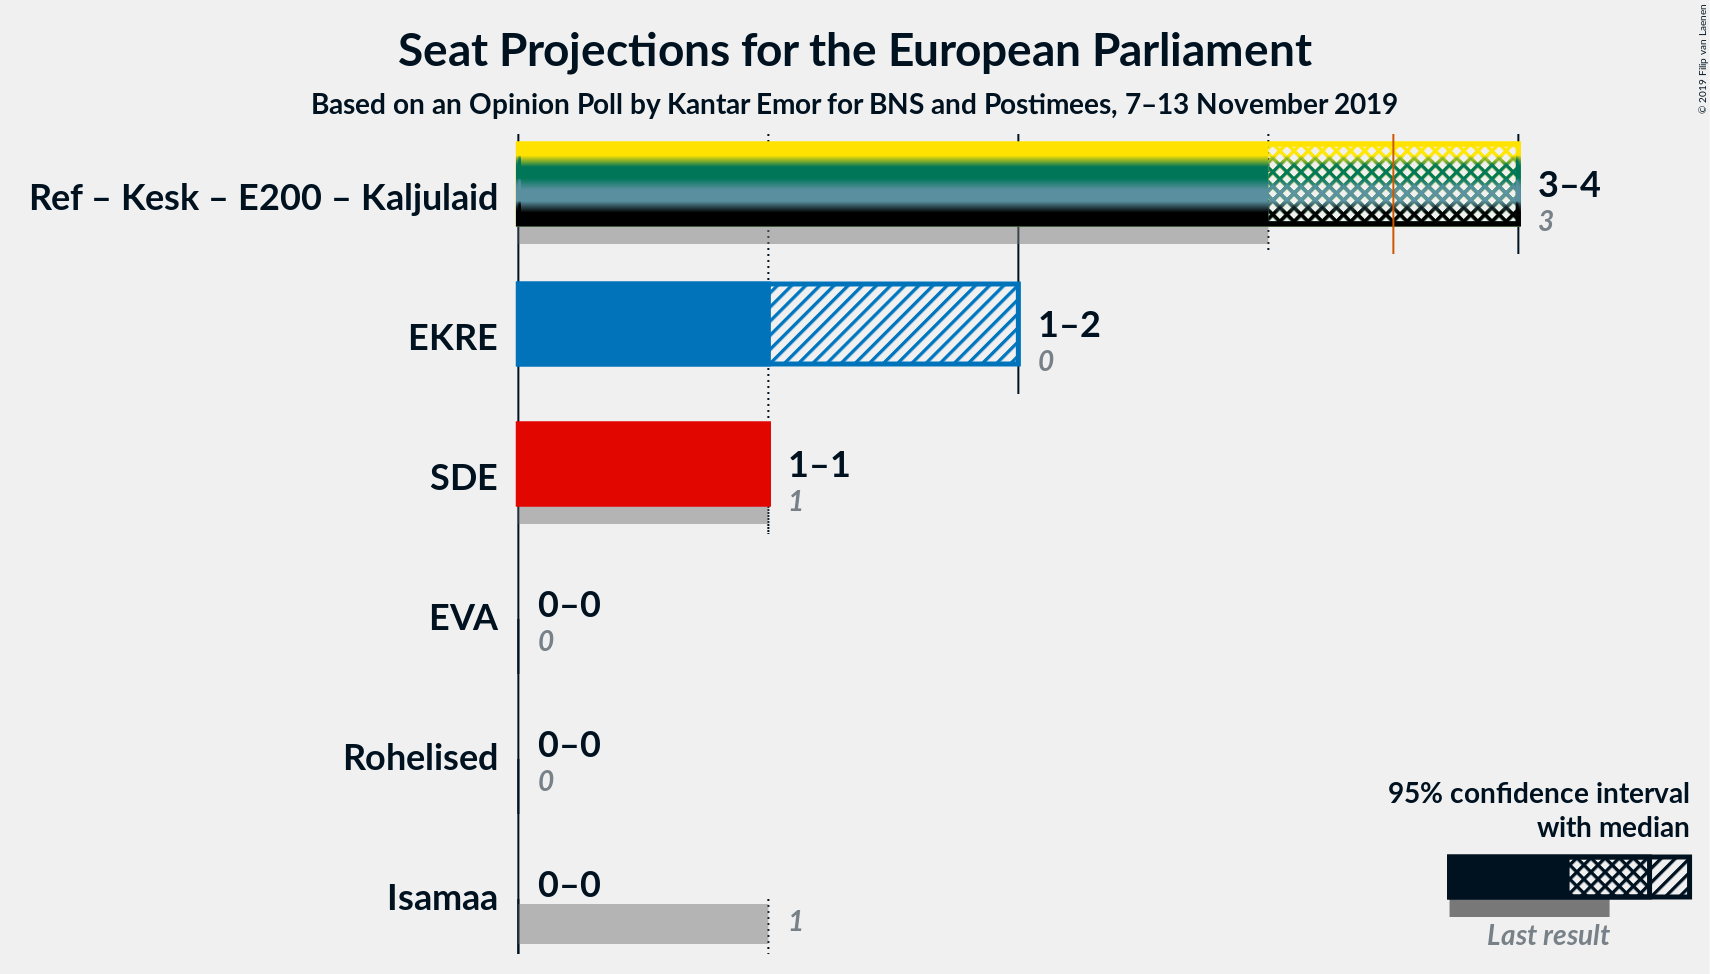 Seat Projections for the European Parliament
Based on an Opinion Poll by Kantar Emor for BNS and Postimees, 7–13 November 2019
© 2019 Filip van Laenen
Ref – Kesk – E200 – Kaljulaid
3–4
3
EKRE
1–2
0
SDE
1–1
1
EVA
0–0
0
Rohelised
0–0
0
Isamaa
0–0
1
95% confidence interval
with median
Last result